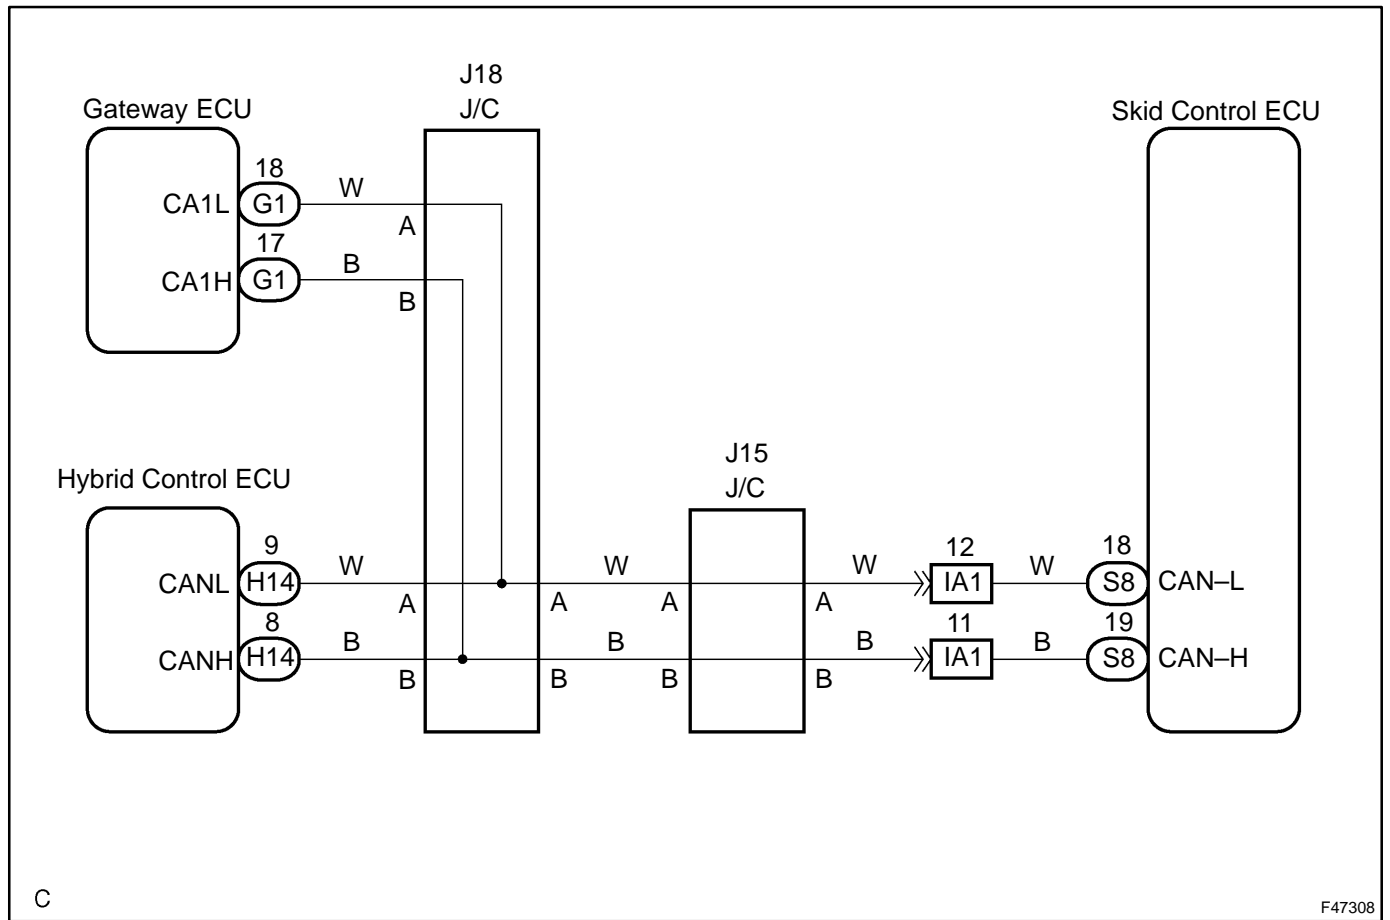 J18
J/C
Gateway ECU
Skid Control ECU
18
CA1L G1 W
A
17
CA1H G1 B
B
J15
J/C
Hybrid Control ECU
9 12 18
CANL H14 W W W IA1 W S8 CAN–L
A A A A
8 11 19
CANH H14 B B B IA1 B S8 CAN–H
B B B B
C
F47308